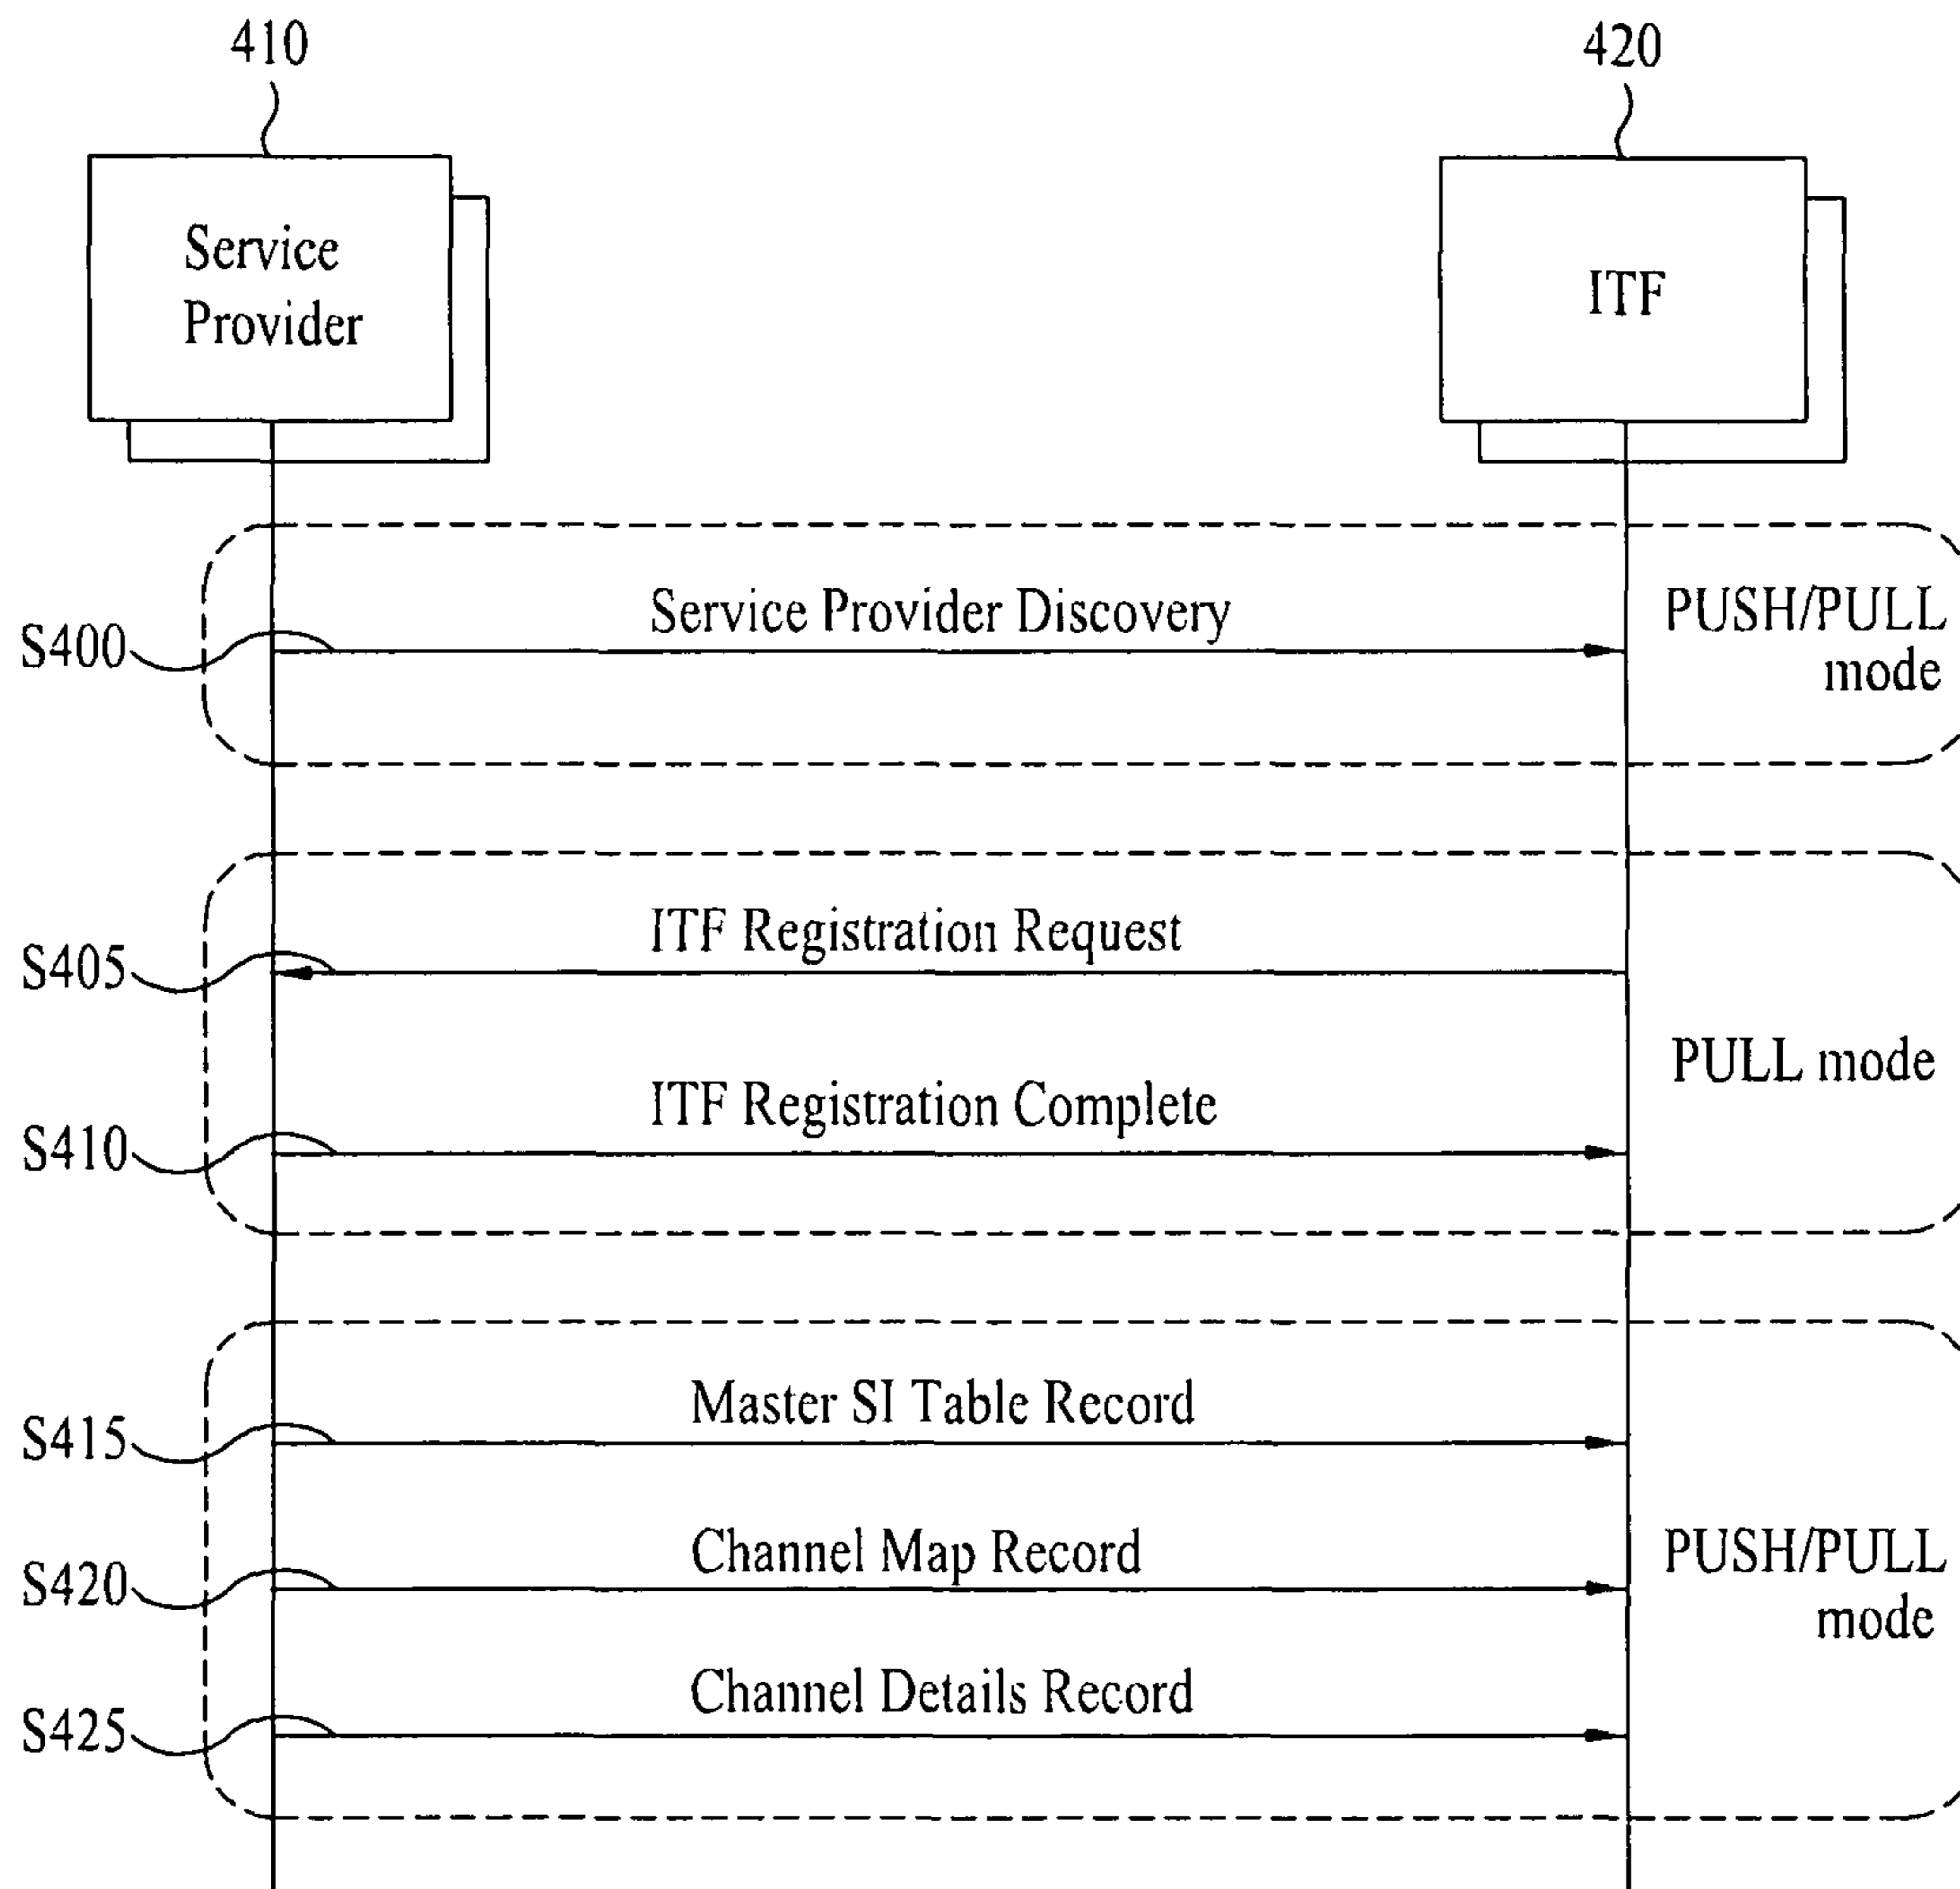 410
420
Service
Provider
ITF
Service Provider Discovery
PUSH/PULL
mode
S400
ITF Registration Request
S405
PULL mode
ITF Registration Complete
S410
Master SI Table Record
S415
Channel Map Record
PUSH/PULL
mode
S420
Channel Details Record
S425